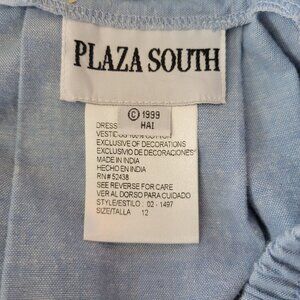 PLAZA SOUTH
© 1999
HAI
DRESS
VESTIDOS 100% COTTON
EXCLUSIVE OF DECORATIONS
EXCLUSIVO DE DECORACIONES
MADE IN INDIA
HECHO EN INDIA
RN# 52438
SEE REVERSE FOR CARE
VER AL DORSO PARA CUIDADO
STYLE/ESTILO : 02 - 1497
SIZE/TALLA 12